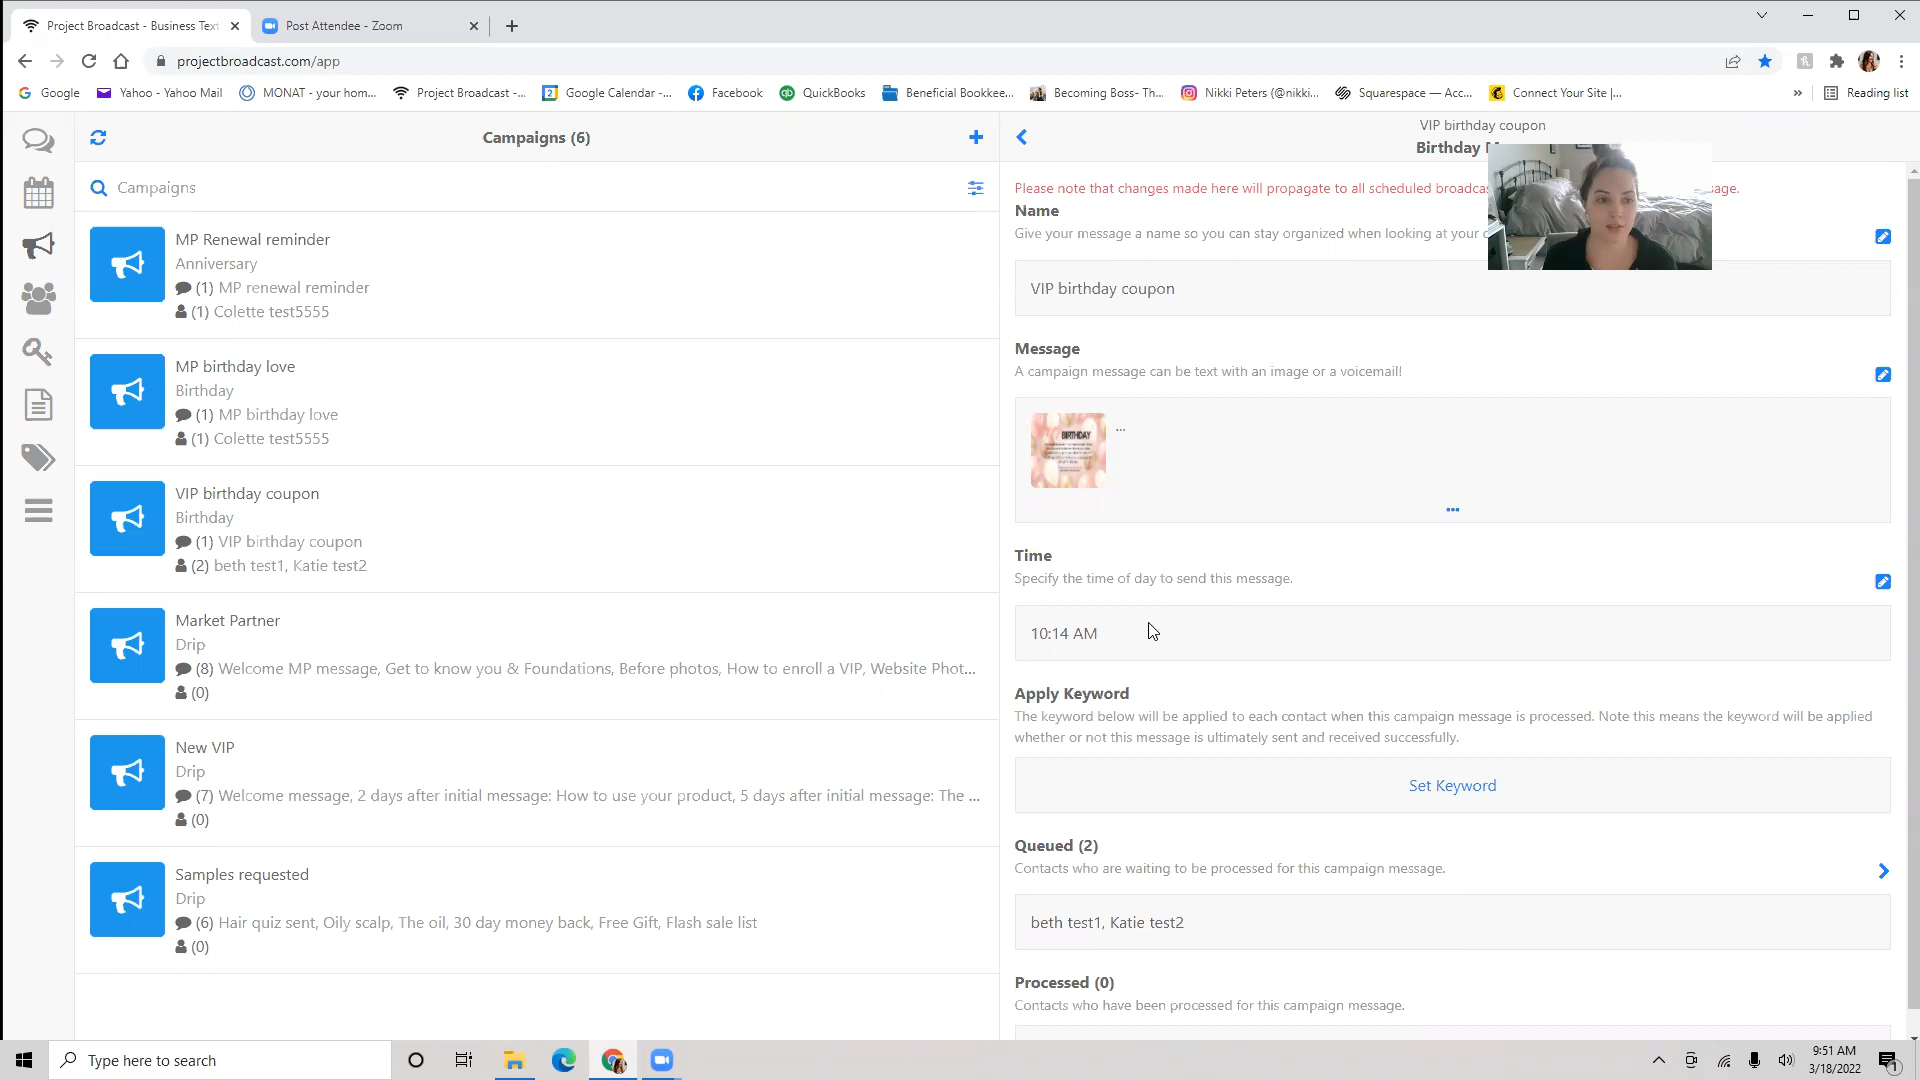 Project Broadcast - Business Text
Post Attendee - Zoom
projectbroadcast.com/app
Google
Yahoo - Yahoo Mail
MONAT - your hom...
Project Broadcast -...
Google Calendar -...
Facebook
QuickBooks
Beneficial Bookkee...
Becoming Boss- Th...
Nikki Peters (@nikki...
Squarespace — Acc...
Connect Your Site |...
»
Reading list
Campaigns (6)
Campaigns
MP Renewal reminder
Anniversary
(1) MP renewal reminder
(1) Colette test5555
MP birthday love
Birthday
(1) MP birthday love
(1) Colette test5555
VIP birthday coupon
Birthday
(1) VIP birthday coupon
(2) beth test1, Katie test2
Market Partner
Drip
(8) Welcome MP message, Get to know you & Foundations, Before photos, How to enroll a VIP, Website Phot...
(0)
New VIP
Drip
(7) Welcome message, 2 days after initial message: How to use your product, 5 days after initial message: The ...
(0)
Samples requested
Drip
(6) Hair quiz sent, Oily scalp, The oil, 30 day money back, Free Gift, Flash sale list
(0)
VIP birthday coupon
Birthday
Please note that changes made here will propagate to all scheduled broadcas sage.
Name
Give your message a name so you can stay organized when looking at your
VIP birthday coupon
Message
A campaign message can be text with an image or a voicemail!
BIRTHDAY
...
Time
Specify the time of day to send this message.
10:14 AM
Apply Keyword
The keyword below will be applied to each contact when this campaign message is processed. Note this means the keyword will be applied
whether or not this message is ultimately sent and received successfully.
Set Keyword
Queued (2)
Contacts who are waiting to be processed for this campaign message.
beth test1, Katie test2
Processed (0)
Contacts who have been processed for this campaign message.
Type here to search
9:51 AM
3/18/2022
1